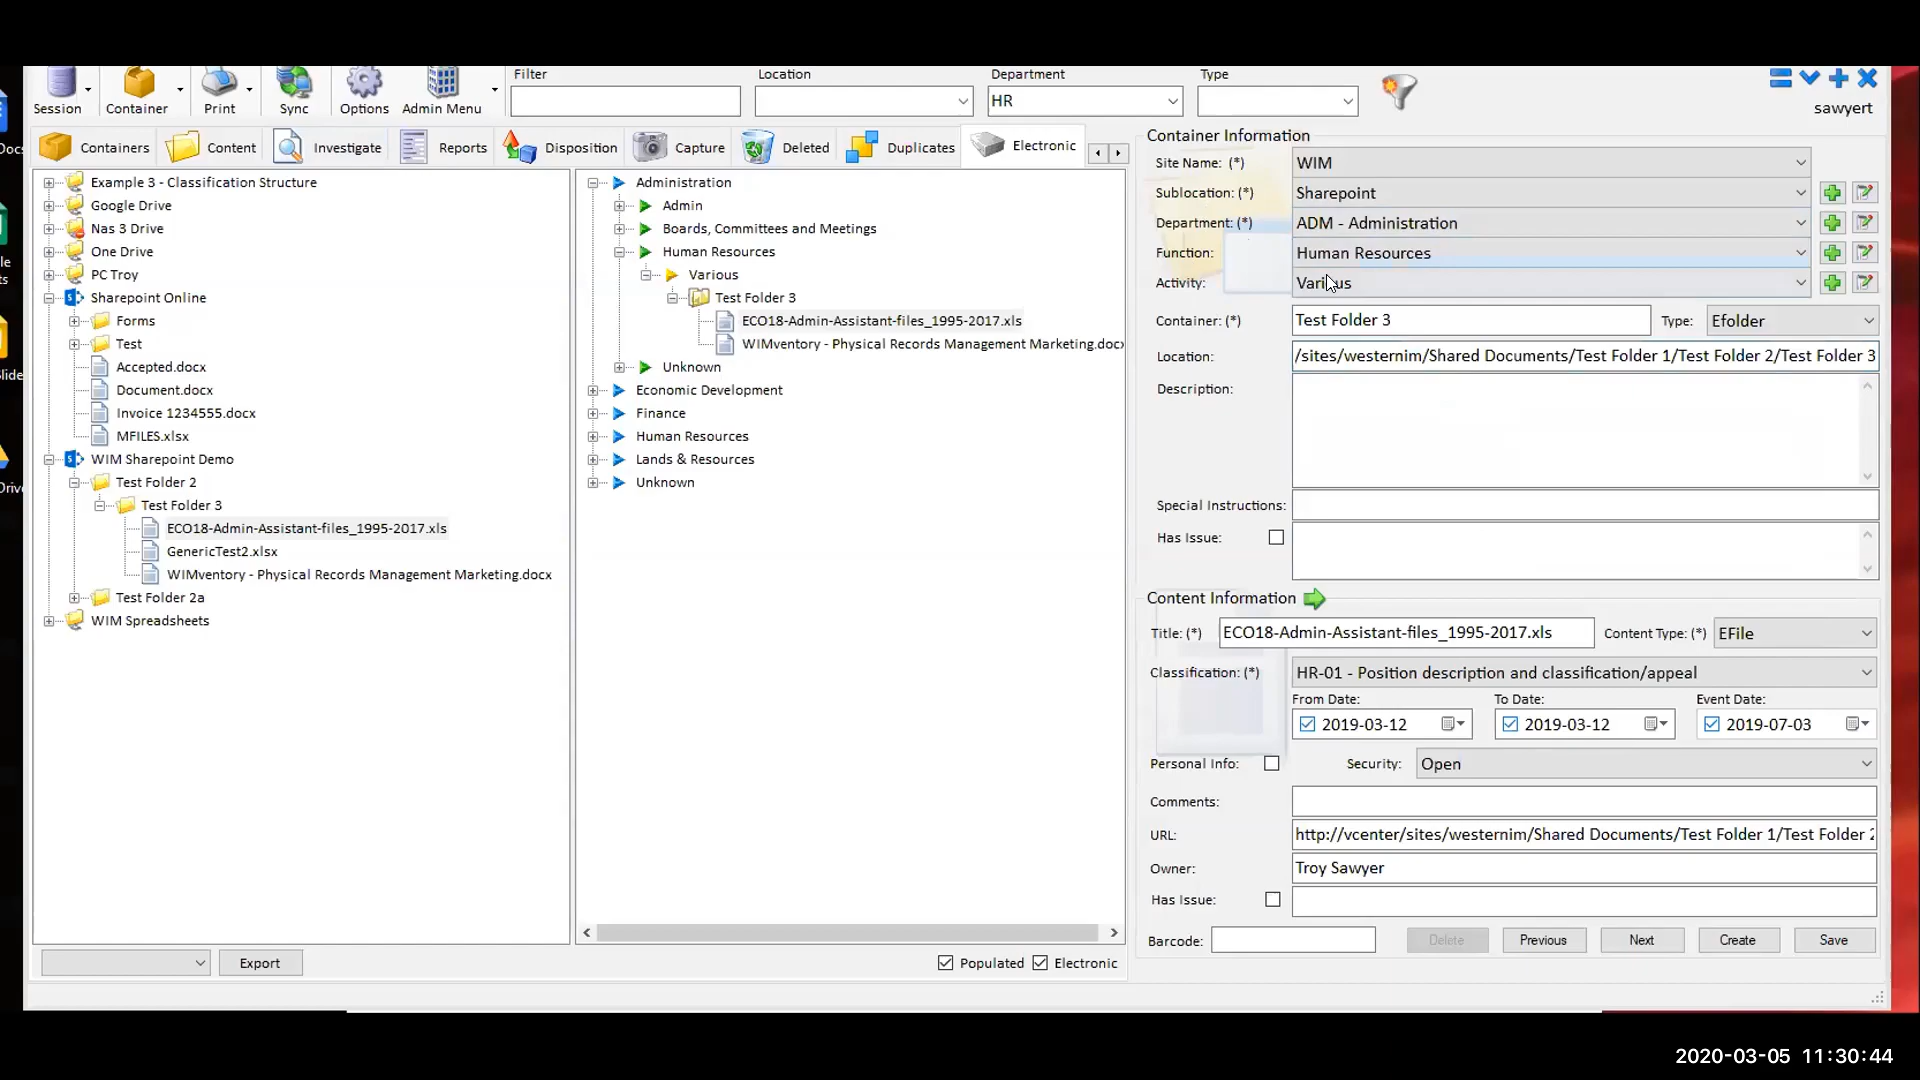 Filter Location Department Type
Session Container Print Sync Options Admin Menu HR
sawyert
Containers Content Investigate Reports Disposition Capture Deleted Duplicates Electronic
Example 3 - Classification Structure
Google Drive
Nas 3 Drive
One Drive
PC Troy
Sharepoint Online
Forms
Test
Accepted.docx
Document.docx
Invoice 1234555.docx
MFILES.xlsx
WIM Sharepoint Demo
Test Folder 2
Test Folder 3
ECO18-Admin-Assistant-files_1995-2017.xls
GenericTest2.xlsx
WIMventory - Physical Records Management Marketing.docx
Test Folder 2a
WIM Spreadsheets
Export
Administration
Admin
Boards, Committees and Meetings
Human Resources
Various
Test Folder 3
ECO18-Admin-Assistant-files_1995-2017.xls
WIMventory - Physical Records Management Marketing.docx
Unknown
Economic Development
Finance
Human Resources
Lands & Resources
Unknown
Populated Electronic
Container Information
Site Name: (*) WIM
Sublocation: (*) Sharepoint
Department: (*) ADM - Administration
Function: Human Resources
Activity: Various
Container: (*) Test Folder 3 Type: Efolder
Location: /sites/westernim/Shared Documents/Test Folder 1/Test Folder 2/Test Folder 3
Description:
Special Instructions:
Has Issue:
Content Information
Title: (*) ECO18-Admin-Assistant-files_1995-2017.xls Content Type: (*) EFile
Classification: (*) HR-01 - Position description and classification/appeal
From Date: To Date: Event Date:
2019-03-12 2019-03-12 2019-07-03
Personal Info: Security: Open
Comments:
URL: http://vcenter/sites/westernim/Shared Documents/Test Folder 1/Test Folder
Owner: Troy Sawyer
Has Issue:
Barcode: Delete Previous Next Create Save
2020-03-05 11:30:44